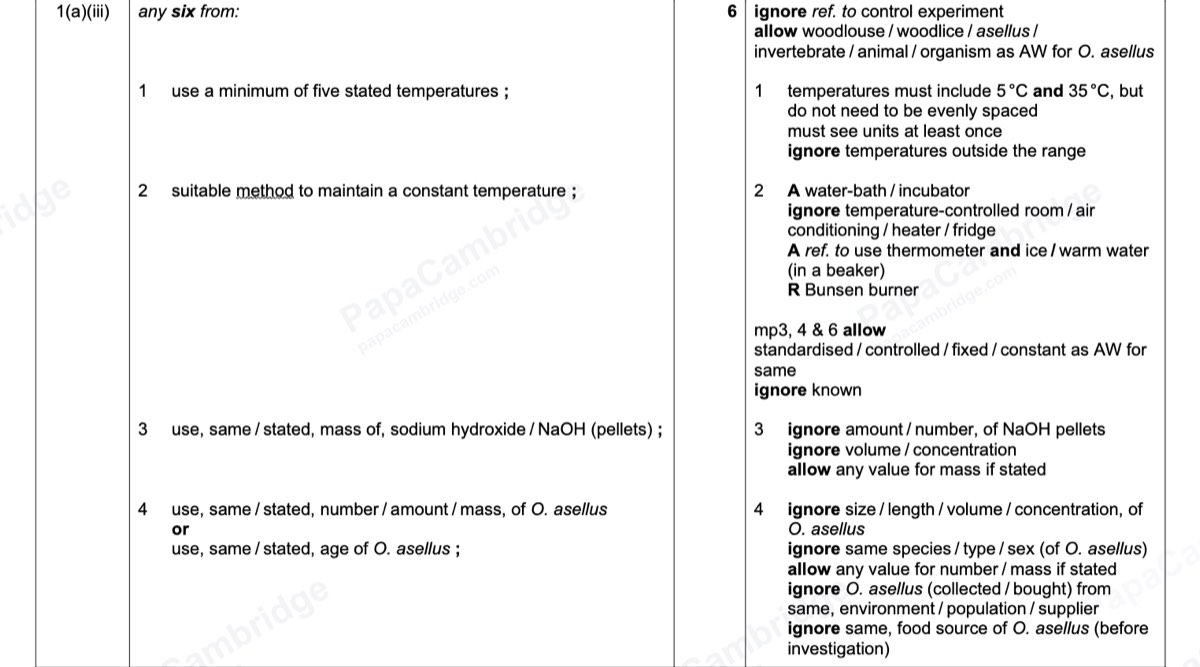 1(a)(iii)
any six from:
6
ignore ref. to control experiment
allow woodlouse / woodlice / asellus /
invertebrate / animal / organism as AW for O. asellus
1 use a minimum of five stated temperatures ;
1 temperatures must include 5 °C and 35 °C, but
do not need to be evenly spaced
must see units at least once
ignore temperatures outside the range
2 suitable method to maintain a constant temperature ;
2 A water-bath / incubator
ignore temperature-controlled room / air
conditioning / heater / fridge
A ref. to use thermometer and ice / warm water
(in a beaker)
R Bunsen burner
mp3, 4 & 6 allow
standardised / controlled / fixed / constant as AW for
same
ignore known
3 use, same / stated, mass of, sodium hydroxide / NaOH (pellets) ;
3 ignore amount / number, of NaOH pellets
ignore volume / concentration
allow any value for mass if stated
4 use, same / stated, number / amount / mass, of O. asellus
or
use, same / stated, age of O. asellus ;
4 ignore size / length / volume / concentration, of
O. asellus
ignore same species / type / sex (of O. asellus)
allow any value for number / mass if stated
ignore O. asellus (collected / bought) from
same, environment / population / supplier
ignore same, food source of O. asellus (before
investigation)
PapaCambridge
papacambridge.com